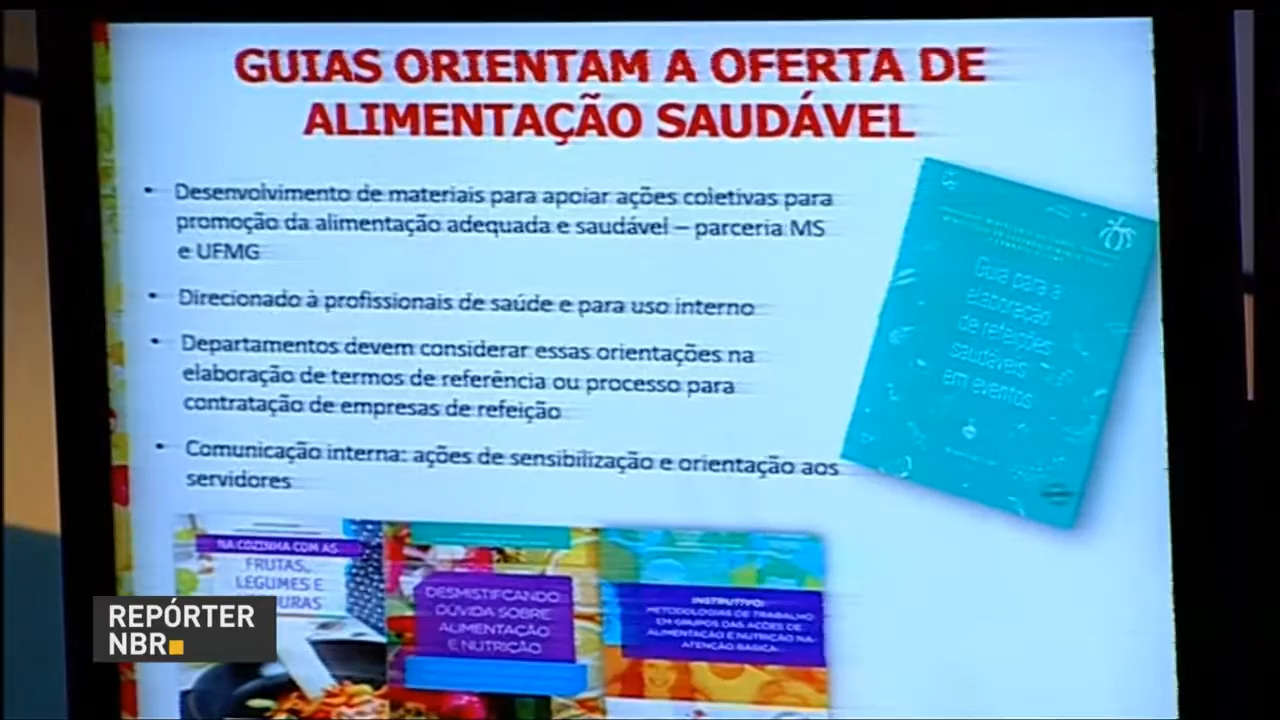 GUIAS ORIENTAM A OFERTA DE
ALIMENTAÇÃO SAUDÁVEL
• Desenvolvimento de materiais para apoiar ações coletivas para
promoção da alimentação adequada e saudável – parceria MS
e UFMG
• Direcionado à profissionais de saúde e para uso interno
• Departamentos devem considerar essas orientações na
elaboração de termos de referência ou processo para
contratação de empresas de refeição
• Comunicação interna: ações de sensibilização e orientação aos
servidores
Guia para a
elaboração
de refeições
saudáveis
em eventos
NA COZINHA COM AS
FRUTAS,
LEGUMES E
DESMISTIFICANDO
DÚVIDA SOBRE
ALIMENTAÇÃO
E NUTRIÇÃO
INSTRUTIVO:
METODOLOGIAS DE TRABALHO
EM GRUPOS DAS AÇÕES DE
ALIMENTAÇÃO E NUTRIÇÃO NA
ATENÇÃO BÁSICA
REPÓRTER
NBR